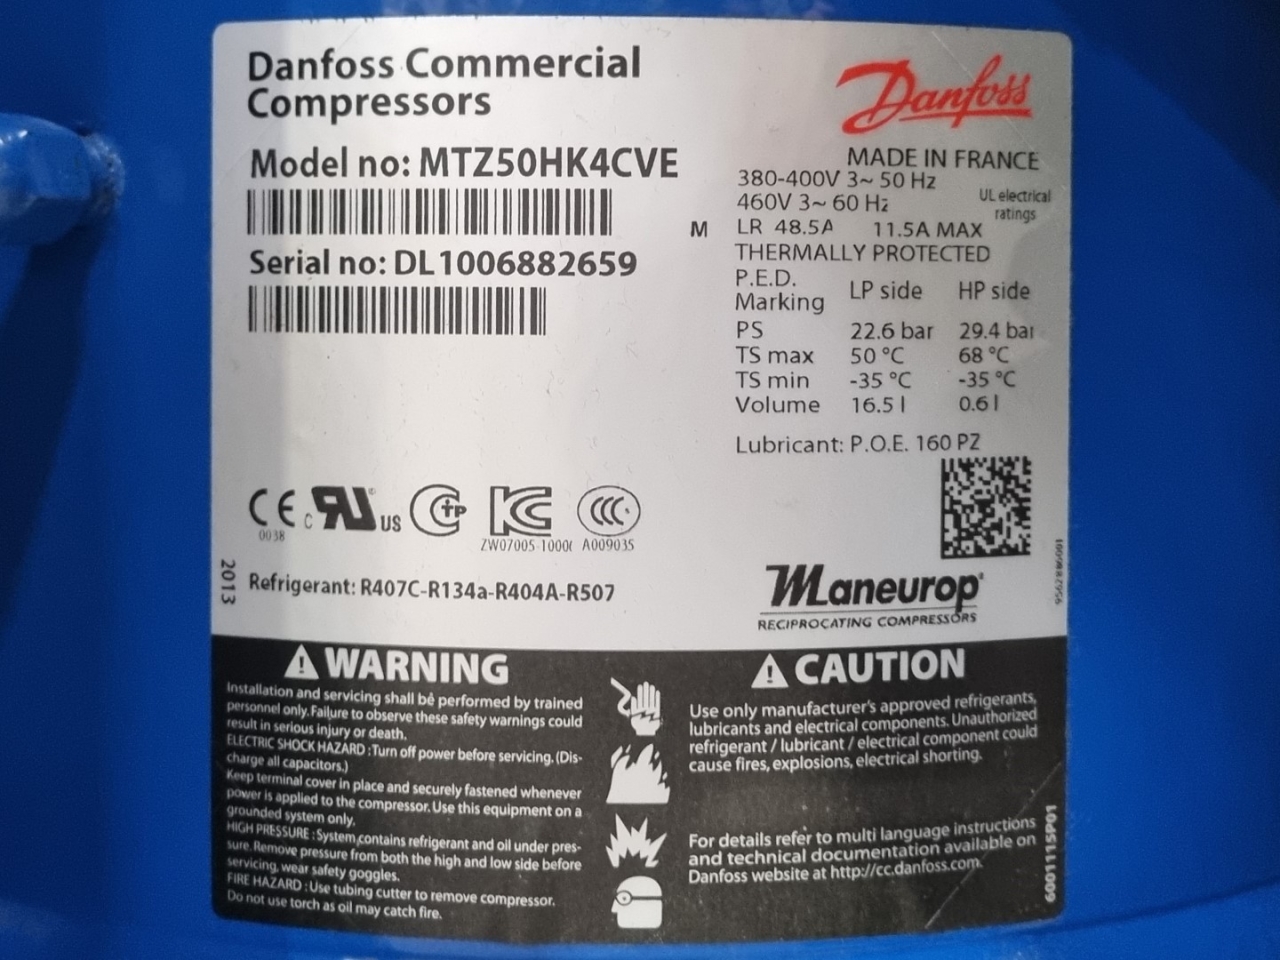 Danfoss Commercial
Compressors
Danfoss
Model no: MTZ50HK4CVE
Serial no: DL1006882659
MADE IN FRANCE
380-400V 3~ 50 Hz
460V 3~ 60 Hz
UL electrical
ratings
M LR 48.5A 11.5A MAX
THERMALLY PROTECTED
P.E.D.
Marking LP side HP side
PS 22.6 bar 29.4 bar
TS max 50 °C 68 °C
TS min -35 °C -35 °C
Volume 16.5 l 0.6 l
Lubricant: P.O.E. 160 PZ
CE
0038
c RU US
TP
KC
ZW07005-1000
CCC
A009035
2013
Refrigerant: R407C-R134a-R404A-R507
Maneurop
RECIPROCATING COMPRESSORS
WARNING
Installation and servicing shall be performed by trained
personnel only. Failure to observe these safety warnings could
result in serious injury or death.
ELECTRIC SHOCK HAZARD : Turn off power before servicing. (Dis-
charge all capacitors.)
Keep terminal cover in place and securely fastened whenever
power is applied to the compressor. Use this equipment on a
grounded system only.
HIGH PRESSURE : System contains refrigerant and oil under pres-
sure. Remove pressure from both the high and low side before
servicing, wear safety goggles.
FIRE HAZARD : Use tubing cutter to remove compressor.
Do not use torch as oil may catch fire.
CAUTION
Use only manufacturer's approved refrigerants,
lubricants and electrical components. Unauthorized
refrigerant / lubricant / electrical component could
cause fires, explosions, electrical shorting.
For details refer to multi language instructions
and technical documentation available on
Danfoss website at http://cc.danfoss.com
6001115P01